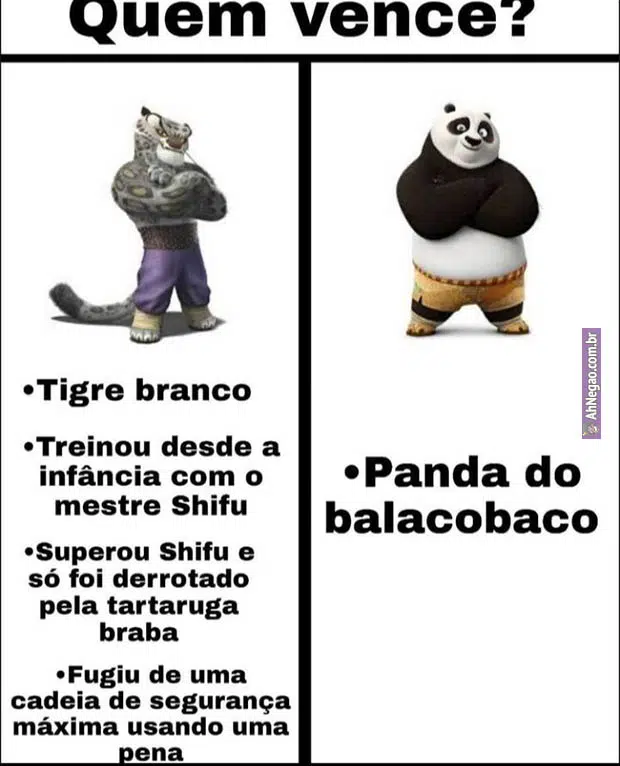 Quem vence?
•Tigre branco
•Treinou desde a
infância com o
mestre Shifu
•Superou Shifu e
só foi derrotado
pela tartaruga
braba
•Fugiu de uma
cadeia de segurança
máxima usando uma
pena
•Panda do
balacobaco
AhNegao.com.br